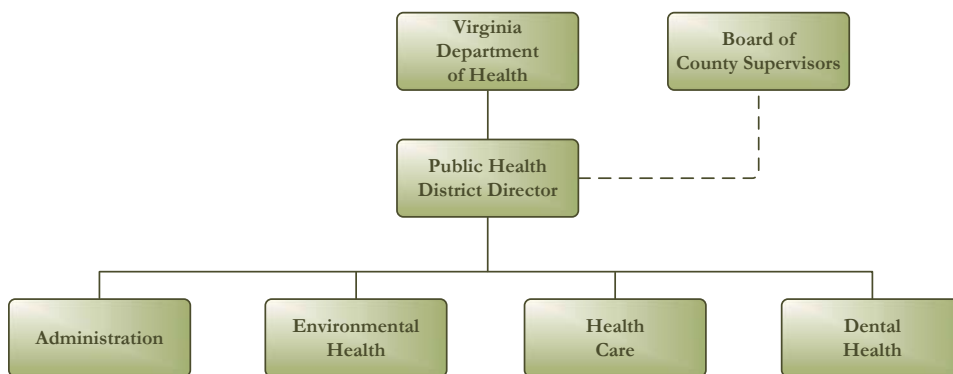 Virginia
Department
of Health
Board of
County Supervisors
Public Health
District Director
Administration
Environmental
Health
Health
Care
Dental
Health